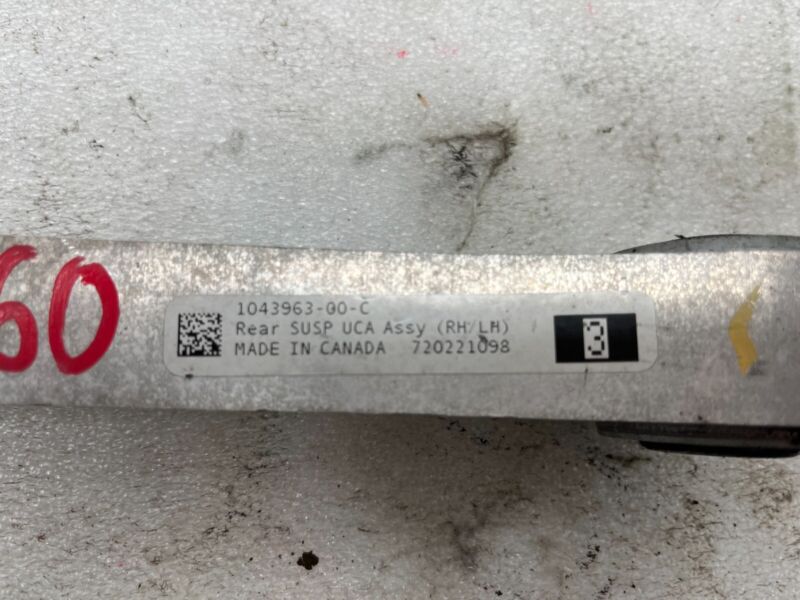 60
1043963-00-C
Rear SUSP UCA Assy (RH/LH)
MADE IN CANADA 720221098
3